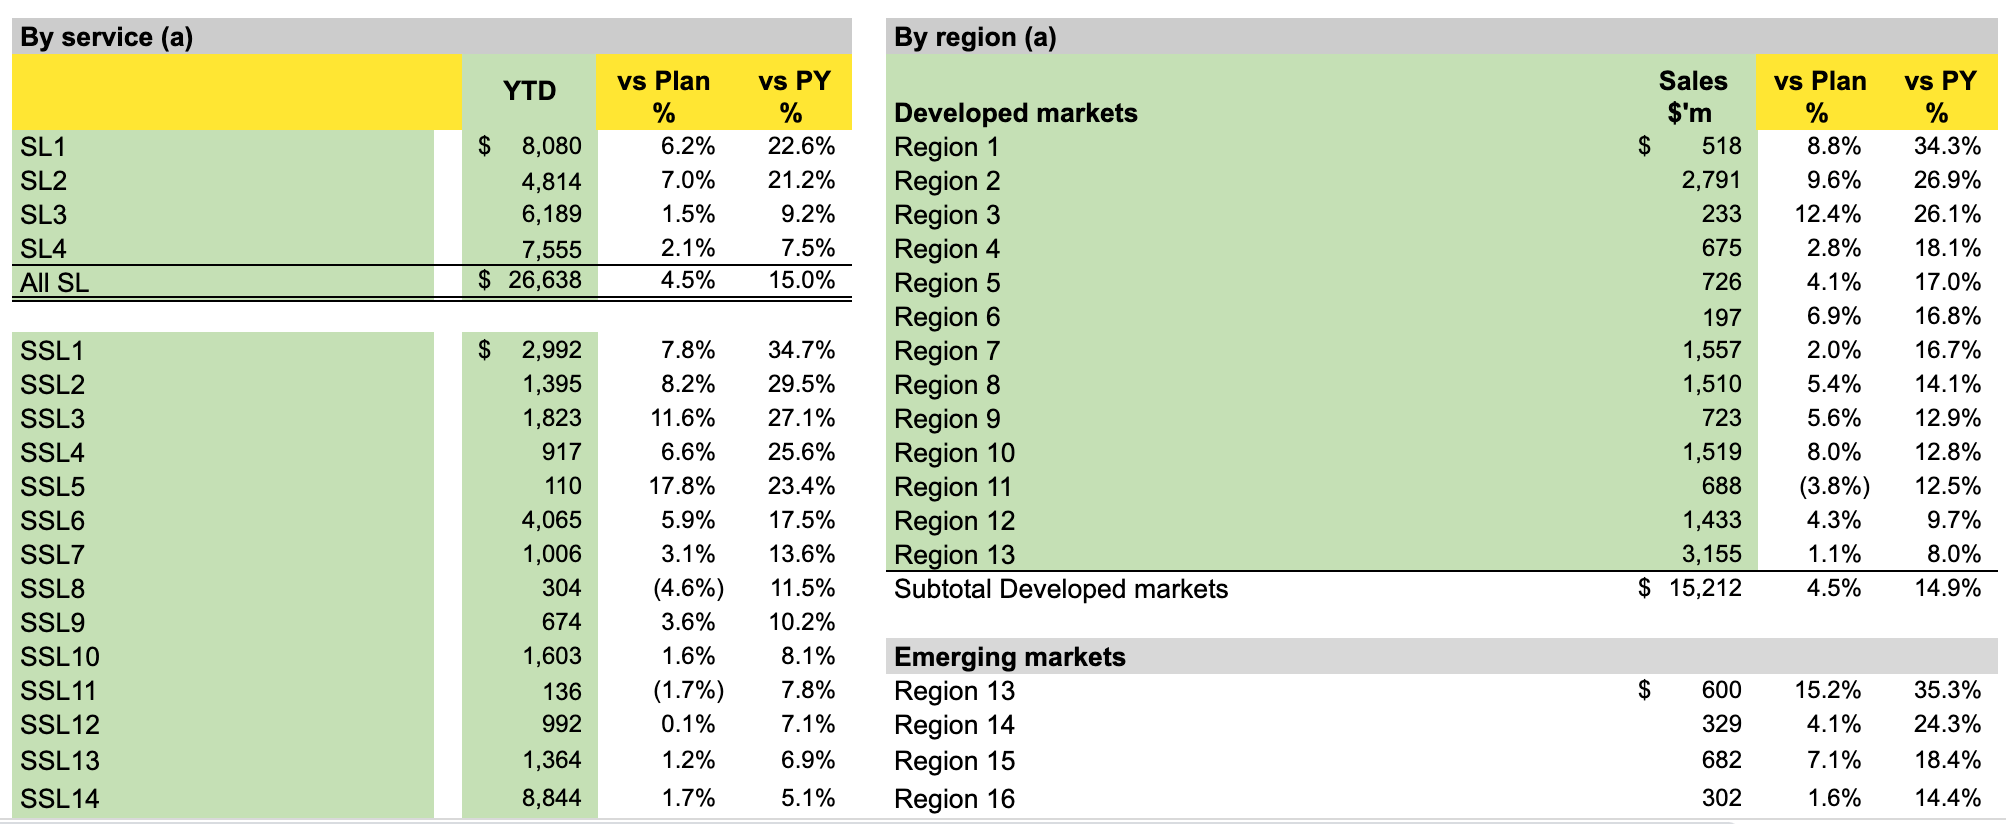 By service (a)
YTD vs Plan % vs PY %
SL1 $ 8,080 6.2% 22.6%
SL2 4,814 7.0% 21.2%
SL3 6,189 1.5% 9.2%
SL4 7,555 2.1% 7.5%
All SL $ 26,638 4.5% 15.0%
SSL1 $ 2,992 7.8% 34.7%
SSL2 1,395 8.2% 29.5%
SSL3 1,823 11.6% 27.1%
SSL4 917 6.6% 25.6%
SSL5 110 17.8% 23.4%
SSL6 4,065 5.9% 17.5%
SSL7 1,006 3.1% 13.6%
SSL8 304 (4.6%) 11.5%
SSL9 674 3.6% 10.2%
SSL10 1,603 1.6% 8.1%
SSL11 136 (1.7%) 7.8%
SSL12 992 0.1% 7.1%
SSL13 1,364 1.2% 6.9%
SSL14 8,844 1.7% 5.1%
By region (a)
Sales vs Plan vs PY
Developed markets $'m % %
Region 1 $ 518 8.8% 34.3%
Region 2 2,791 9.6% 26.9%
Region 3 233 12.4% 26.1%
Region 4 675 2.8% 18.1%
Region 5 726 4.1% 17.0%
Region 6 197 6.9% 16.8%
Region 7 1,557 2.0% 16.7%
Region 8 1,510 5.4% 14.1%
Region 9 723 5.6% 12.9%
Region 10 1,519 8.0% 12.8%
Region 11 688 (3.8%) 12.5%
Region 12 1,433 4.3% 9.7%
Region 13 3,155 1.1% 8.0%
Subtotal Developed markets $ 15,212 4.5% 14.9%
Emerging markets
Region 13 $ 600 15.2% 35.3%
Region 14 329 4.1% 24.3%
Region 15 682 7.1% 18.4%
Region 16 302 1.6% 14.4%